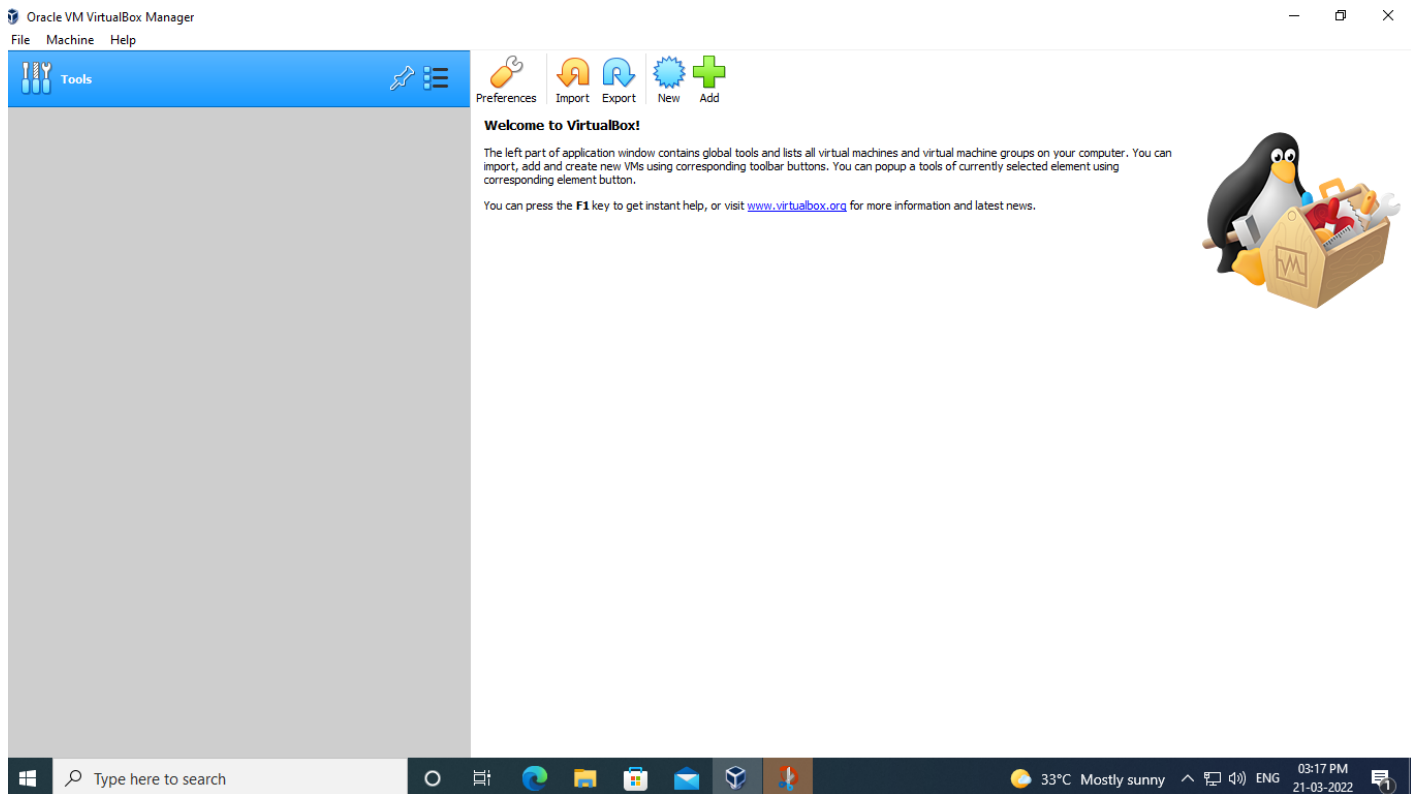 Oracle VM VirtualBox Manager
File Machine Help
Tools
Preferences Import Export New Add
Welcome to VirtualBox!
The left part of application window contains global tools and lists all virtual machines and virtual machine groups on your computer. You can
import, add and create new VMs using corresponding toolbar buttons. You can popup a tools of currently selected element using
corresponding element button.
You can press the F1 key to get instant help, or visit www.virtualbox.org for more information and latest news.
Type here to search
33°C Mostly sunny
ENG
03:17 PM
21-03-2022
1